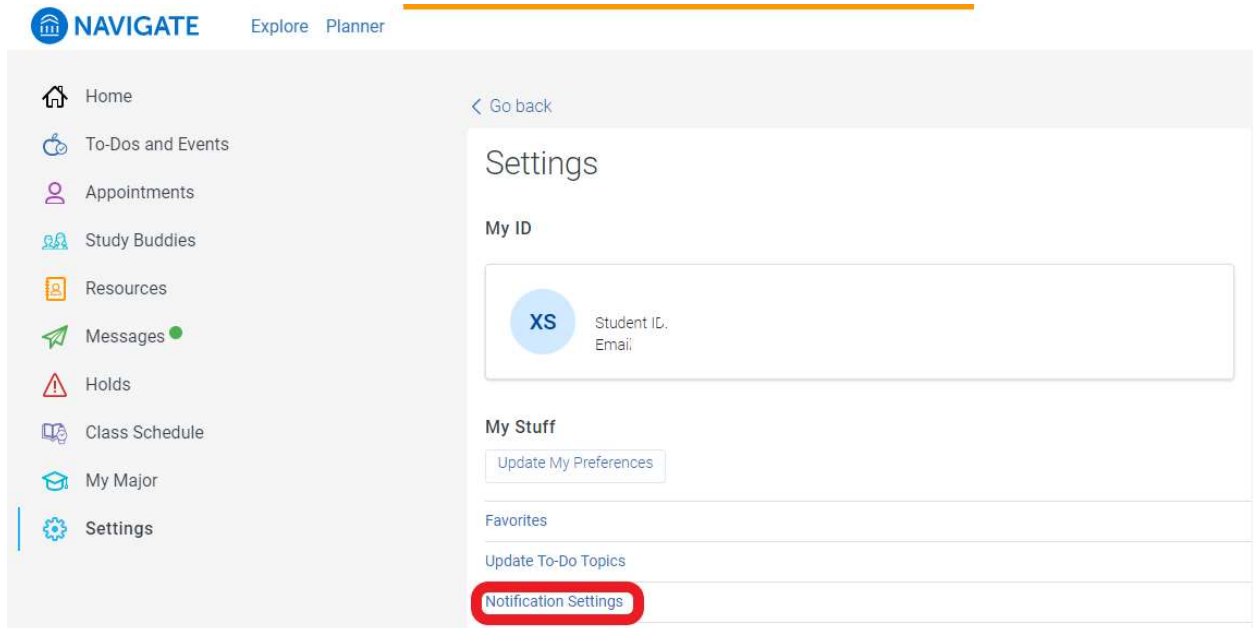 NAVIGATE Explore Planner
Home
To-Dos and Events
Appointments
Study Buddies
Resources
Messages
Holds
Class Schedule
My Major
Settings
Go back
Settings
My ID
XS
Student ID.
Email
My Stuff
Update My Preferences
Favorites
Update To-Do Topics
Notification Settings